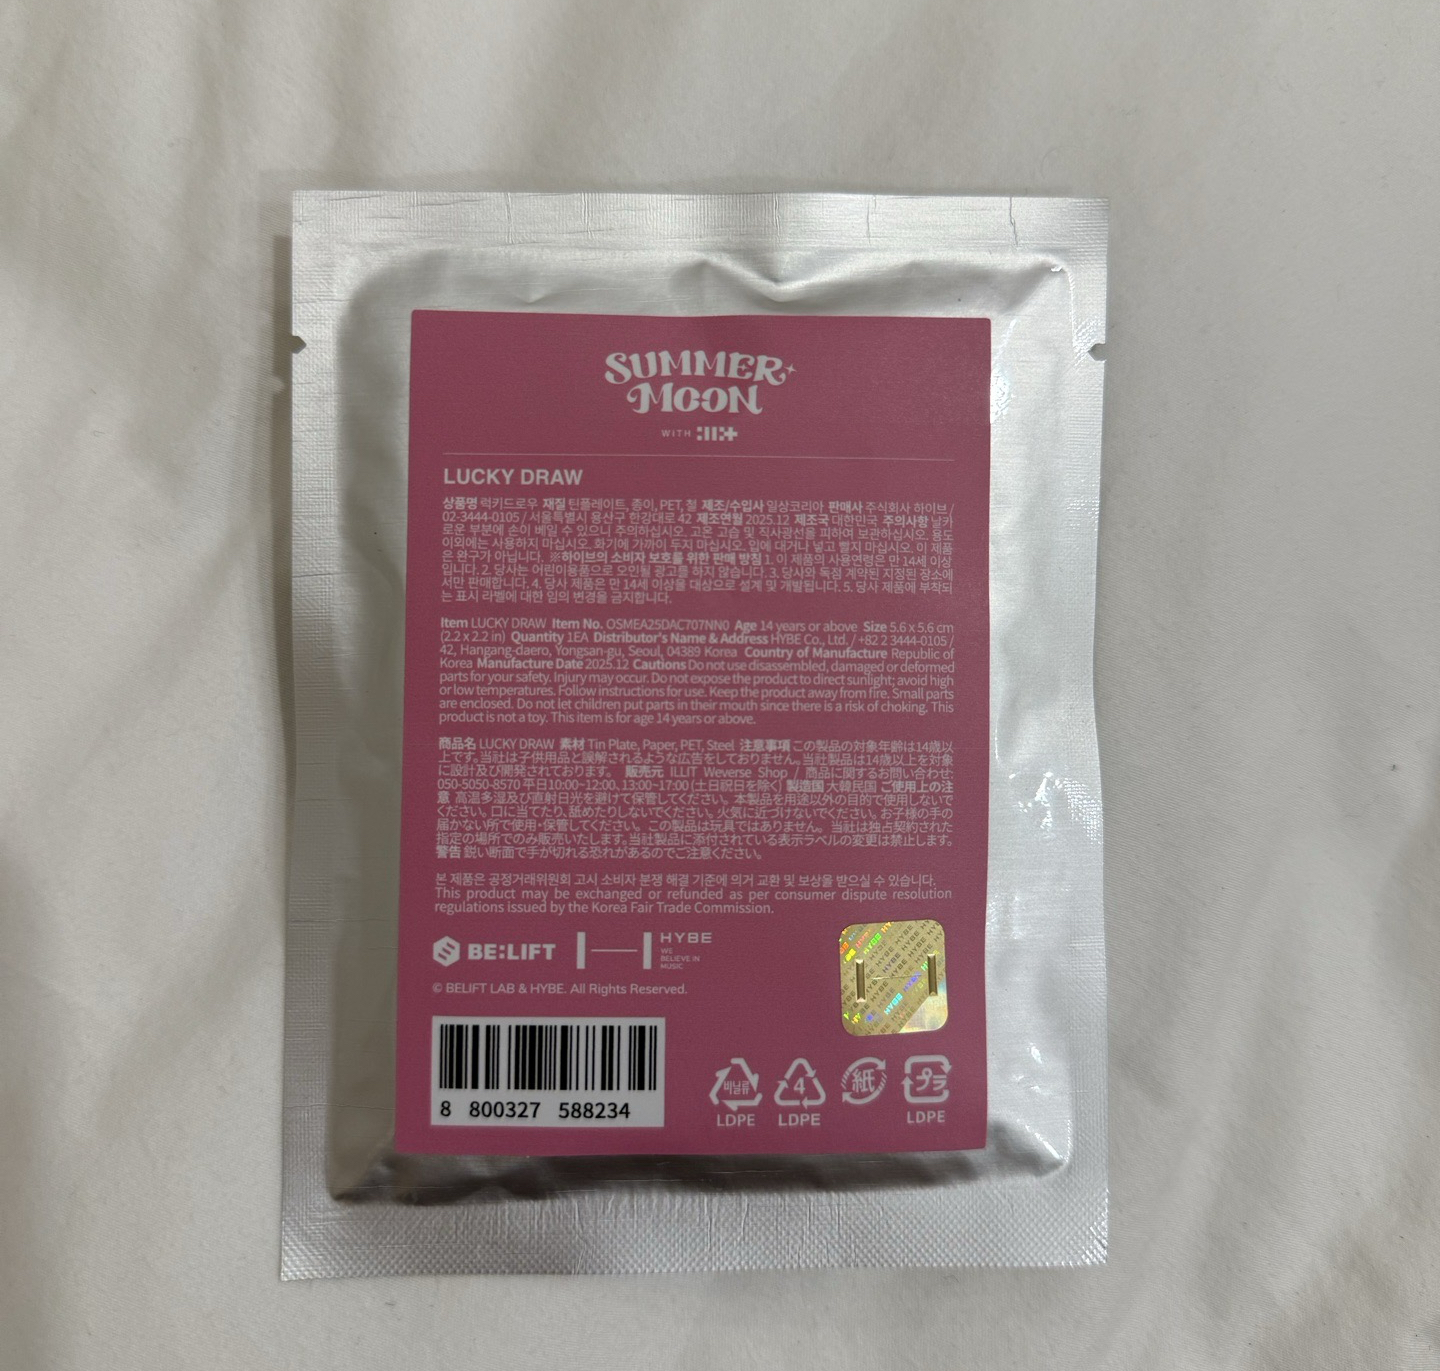 SUMMER
MOON
WITH
LUCKY DRAW
상품명 럭키드로우 재질 틴플레이트, 종이, PET, 철 제조/수입사 일상코리아 판매사 주식회사 하이브 /
02-3444-0105 / 서울특별시 용산구 한강대로 42 제조연월 2025.12 제조국 대한민국 주의사항 날카
로운 부분에 손이 베일 수 있으니 주의하십시오. 고온 고습 및 직사광선을 피하여 보관하십시오. 용도
이외에는 사용하지 마십시오. 화기에 가까이 두지 마십시오. 입에 대거나 넣고 빨지 마십시오. 이 제품
은 완구가 아닙니다. ※하이브의 소비자 보호를 위한 판매 방침 1. 이 제품의 사용연령은 만 14세 이상
입니다. 2. 당사는 어린이용품으로 오인될 광고를 하지 않습니다. 3. 당사와 독점 계약된 지정된 장소에
서만 판매합니다. 4. 당사 제품은 만 14세 이상을 대상으로 설계 및 개발됩니다. 5. 당사 제품에 부착되
는 표시 라벨에 대한 임의 변경을 금지합니다.
Item LUCKY DRAW Item No. OSMEA25DAC707NN0 Age 14 years or above Size 5.6 x 5.6 cm
(2.2 x 2.2 in) Quantity 1EA Distributor's Name & Address HYBE Co., Ltd. / +82 2 3444-0105 /
42, Hangang-daero, Yongsan-gu, Seoul, 04389 Korea Country of Manufacture Republic of
Korea Manufacture Date 2025.12 Cautions Do not use disassembled, damaged or deformed
parts for your safety. Injury may occur. Do not expose the product to direct sunlight; avoid high
or low temperatures. Follow instructions for use. Keep the product away from fire. Small parts
are enclosed. Do not let children put parts in their mouth since there is a risk of choking. This
product is not a toy. This item is for age 14 years or above.
商品名 LUCKY DRAW 素材 Tin Plate, Paper, PET, Steel 注意事項 この製品の対象年齢は14歳以
上です。当社は子供用品と誤解されるような広告をしておりません。当社製品は14歳以上を対象
に設計及び開発されております。 販売元 ILLIT Weverse Shop / 商品に関するお問い合わせ:
050-5050-8570 平日10:00~12:00、13:00~17:00 (土日祝日を除く) 製造国 大韓民国 ご使用上の注
意 高温多湿及び直射日光を避けて保管してください。本製品を用途以外の目的で使用しないで
ください。口に当てたり、舐めたりしないでください。火気に近づけないでください。お子様の手の
届かない所で使用・保管してください。この製品は玩具ではありません。 当社は独占契約された
指定の場所でのみ販売いたします。当社製品に添付されている表示ラベルの変更は禁止します。
警告 鋭い断面で手が切れる恐れがあるのでご注意ください。
본 제품은 공정거래위원회 고시 소비자 분쟁 해결 기준에 의거 교환 및 보상을 받으실 수 있습니다.
This product may be exchanged or refunded as per consumer dispute resolution
regulations issued by the Korea Fair Trade Commission.
BE:LIFT
HYBE
WE
BELIEVE IN
MUSIC
© BELIFT LAB & HYBE. All Rights Reserved.
8 800327 588234
비닐류
LDPE
4
LDPE
紙
プラ
LDPE